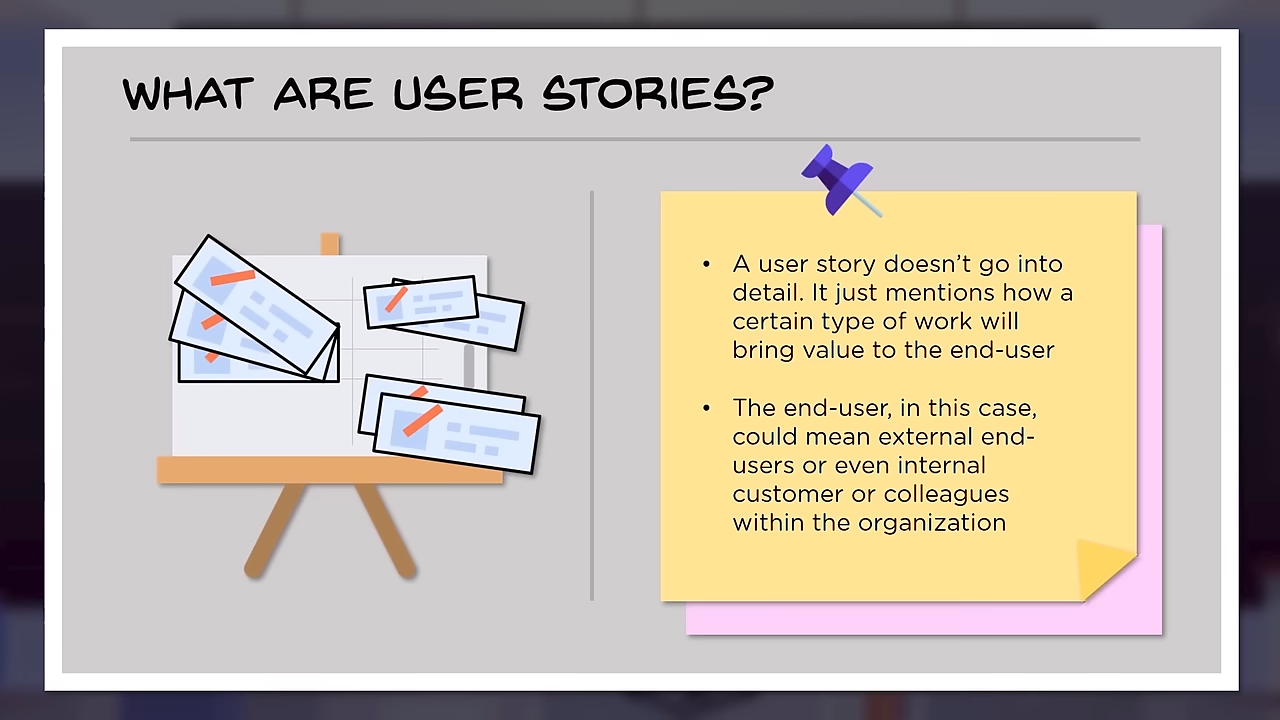 WHAT ARE USER STORIES?
• A user story doesn’t go into
detail. It just mentions how a
certain type of work will
bring value to the end-user
• The end-user, in this case,
could mean external end-
users or even internal
customer or colleagues
within the organization